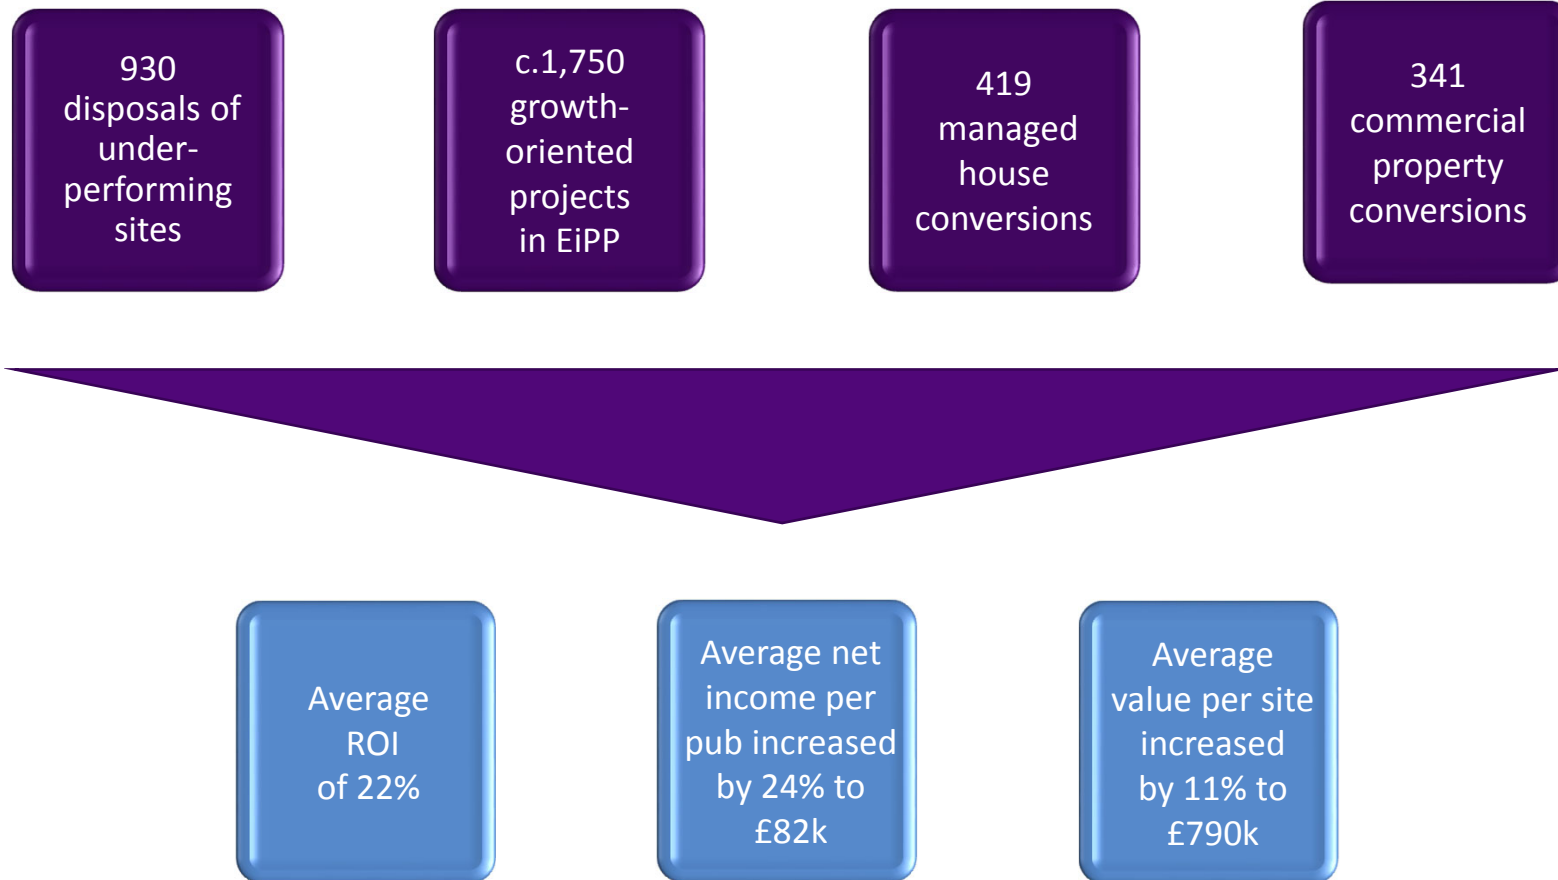 930
disposals of
under-
performing
sites
c.1,750
growth-
oriented
projects
in EiPP
419
managed
house
conversions
341
commercial
property
conversions
Average
ROI
of 22%
Average net
income per
pub increased
by 24% to
£82k
Average
value per site
increased
by 11% to
£790k